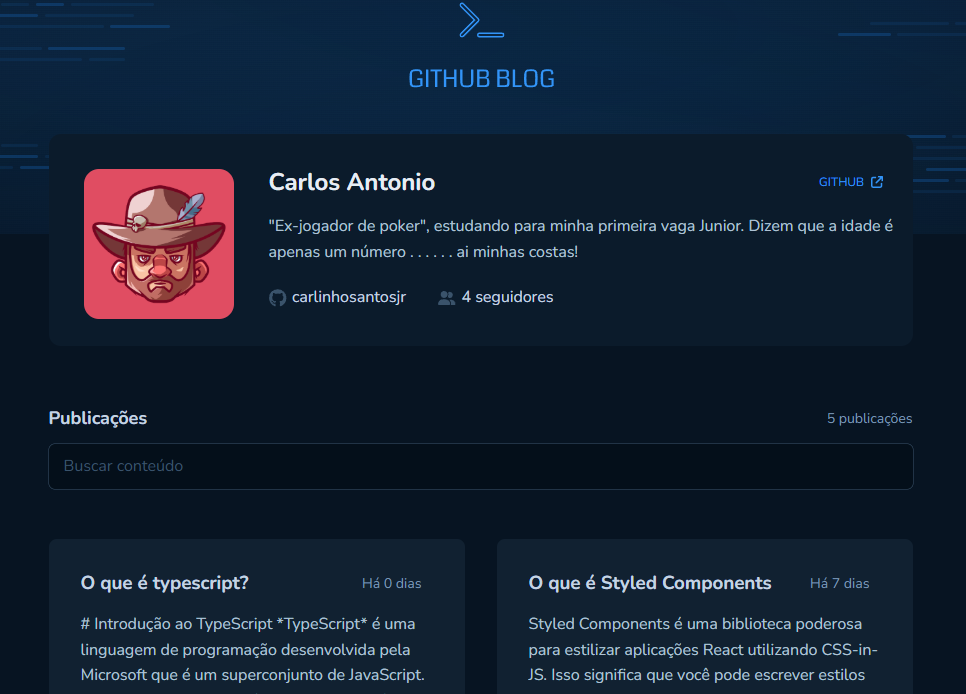 GITHUB BLOG
Carlos Antonio
GITHUB
"Ex-jogador de poker", estudando para minha primeira vaga Junior. Dizem que a idade é
apenas um número . . . . . . ai minhas costas!
carlinhosantosjr
4 seguidores
Publicações
5 publicações
Buscar conteúdo
O que é typescript?
Há 0 dias
# Introdução ao TypeScript *TypeScript* é uma
linguagem de programação desenvolvida pela
Microsoft que é um superconjunto de JavaScript.
O que é Styled Components
Há 7 dias
Styled Components é uma biblioteca poderosa
para estilizar aplicações React utilizando CSS-in-
JS. Isso significa que você pode escrever estilos